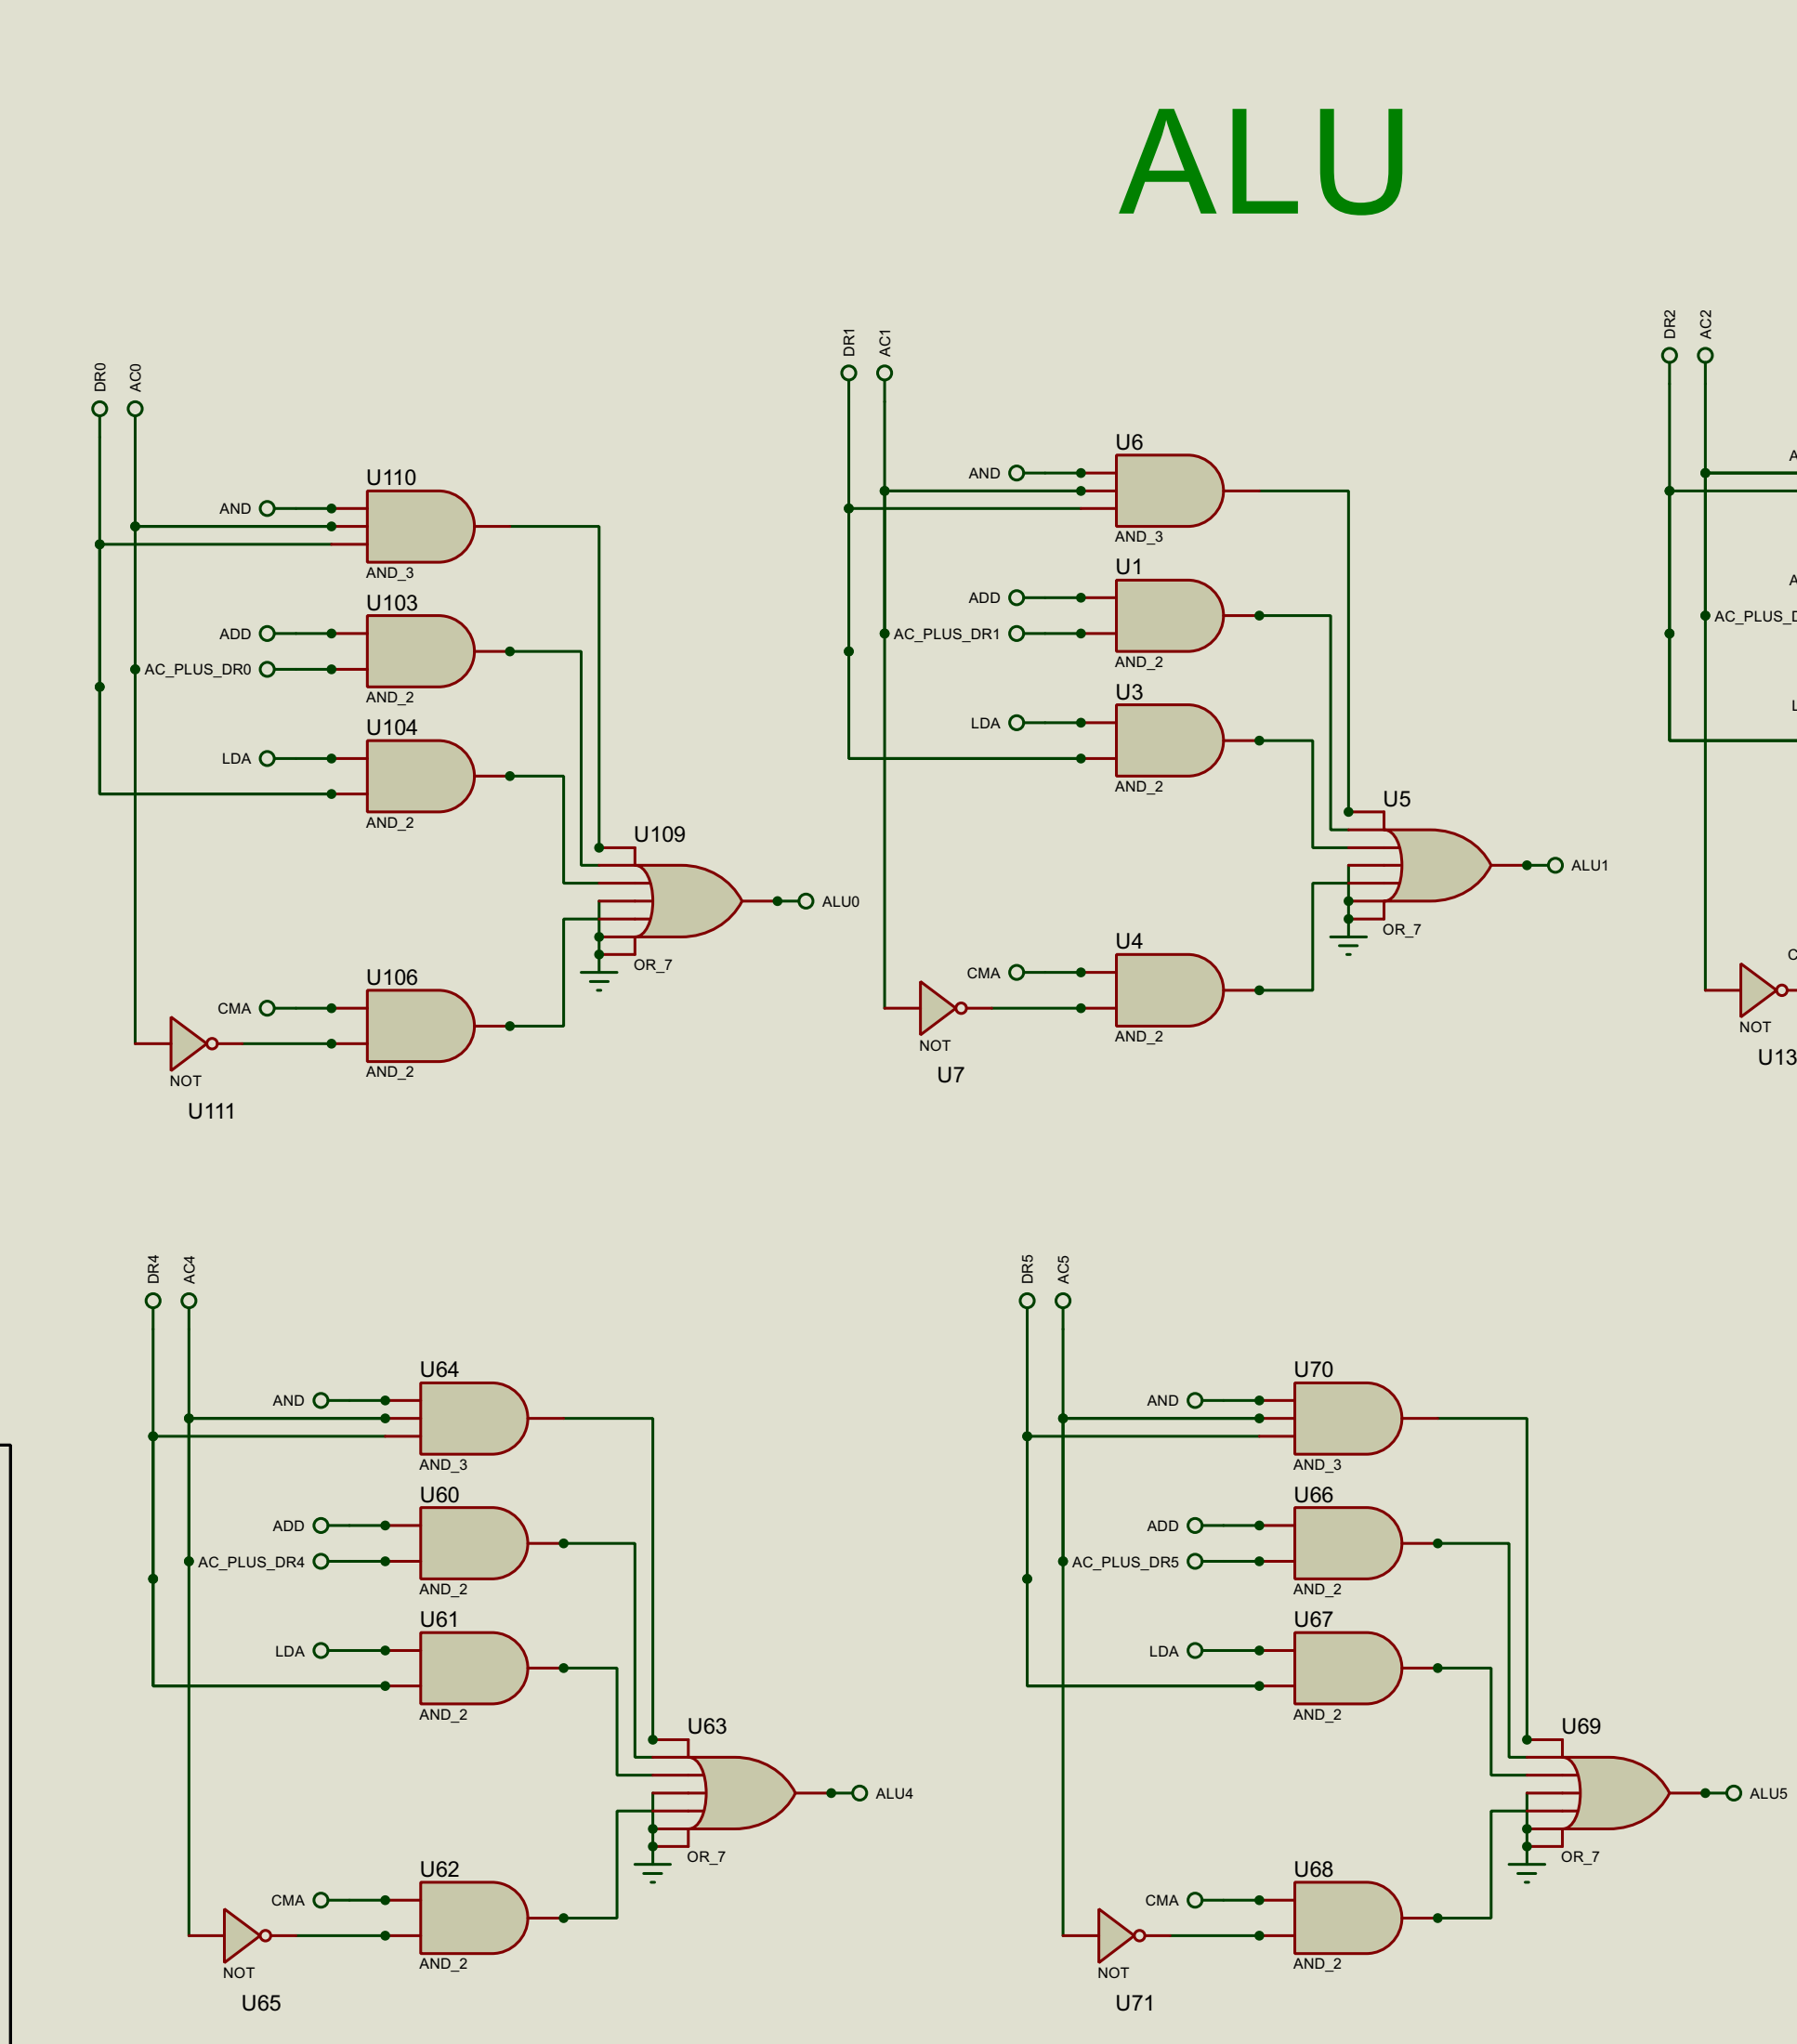 ALU
DR0
AC0
U110
AND
AND_3
U103
ADD
AC_PLUS_DR0
AND_2
U104
LDA
AND_2
U109
ALU0
OR_7
U106
CMA
AND_2
NOT
U111
DR1
AC1
U6
AND
AND_3
U1
ADD
AC_PLUS_DR1
AND_2
U3
LDA
AND_2
U5
ALU1
OR_7
U4
CMA
AND_2
NOT
U7
DR2
AC2
NOT
U13
DR4
AC4
U64
AND
AND_3
U60
ADD
AC_PLUS_DR4
AND_2
U61
LDA
AND_2
U63
ALU4
OR_7
U62
CMA
AND_2
NOT
U65
DR5
AC5
U70
AND
AND_3
U66
ADD
AC_PLUS_DR5
AND_2
U67
LDA
AND_2
U69
ALU5
OR_7
U68
CMA
AND_2
NOT
U71